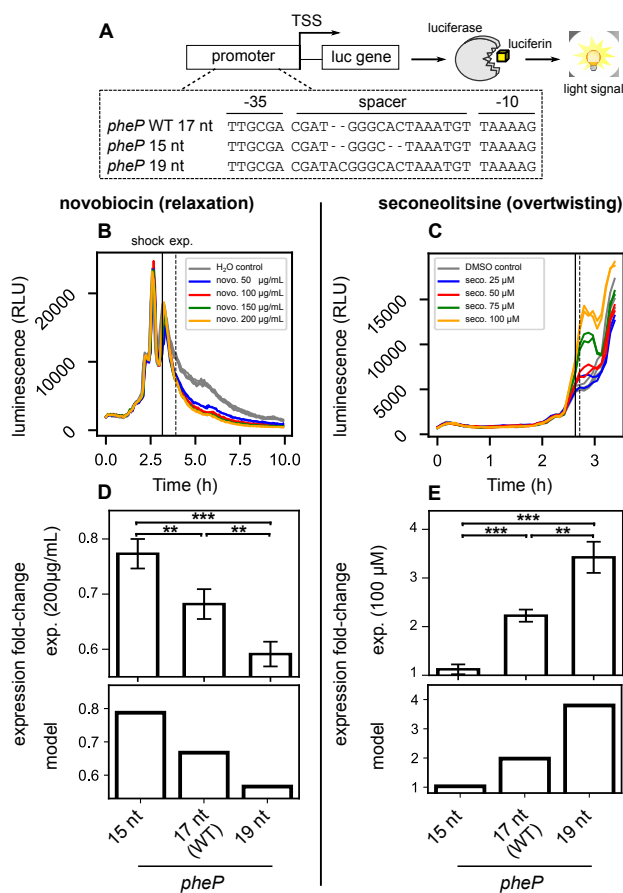 A
TSS
promoter
luc gene
luciferase
luciferin
light signal
-35 spacer -10
pheP WT 17 nt TTGCGA CGAT--GGGCACTAAATGT TAAAAG
pheP 15 nt TTGCGA CGAT--GGGC--TAAATGT TAAAAG
pheP 19 nt TTGCGA CGATACGGGCACTAAATGT TAAAAG
novobiocin (relaxation)
seconeolitsine (overtwisting)
B
shock exp.
luminescence (RLU)
20000
10000
0
H₂O control
novo. 50 µg/mL
novo. 100 µg/mL
novo. 150 µg/mL
novo. 200 µg/mL
0.0 2.5 5.0 7.5 10.0
Time (h)
C
luminescence (RLU)
15000
10000
5000
0
DMSO control
seco. 25 µM
seco. 50 µM
seco. 75 µM
seco. 100 µM
0 1 2 3
Time (h)
D
expression fold-change
exp. (200µg/mL)
model
0.8
0.7
0.6
***
** **
0.8
0.7
0.6
15 nt
17 nt
(WT)
19 nt
pheP
E
expression fold-change
exp. (100 µM)
model
4
3
2
1
***
*** **
4
3
2
1
15 nt
17 nt
(WT)
19 nt
pheP